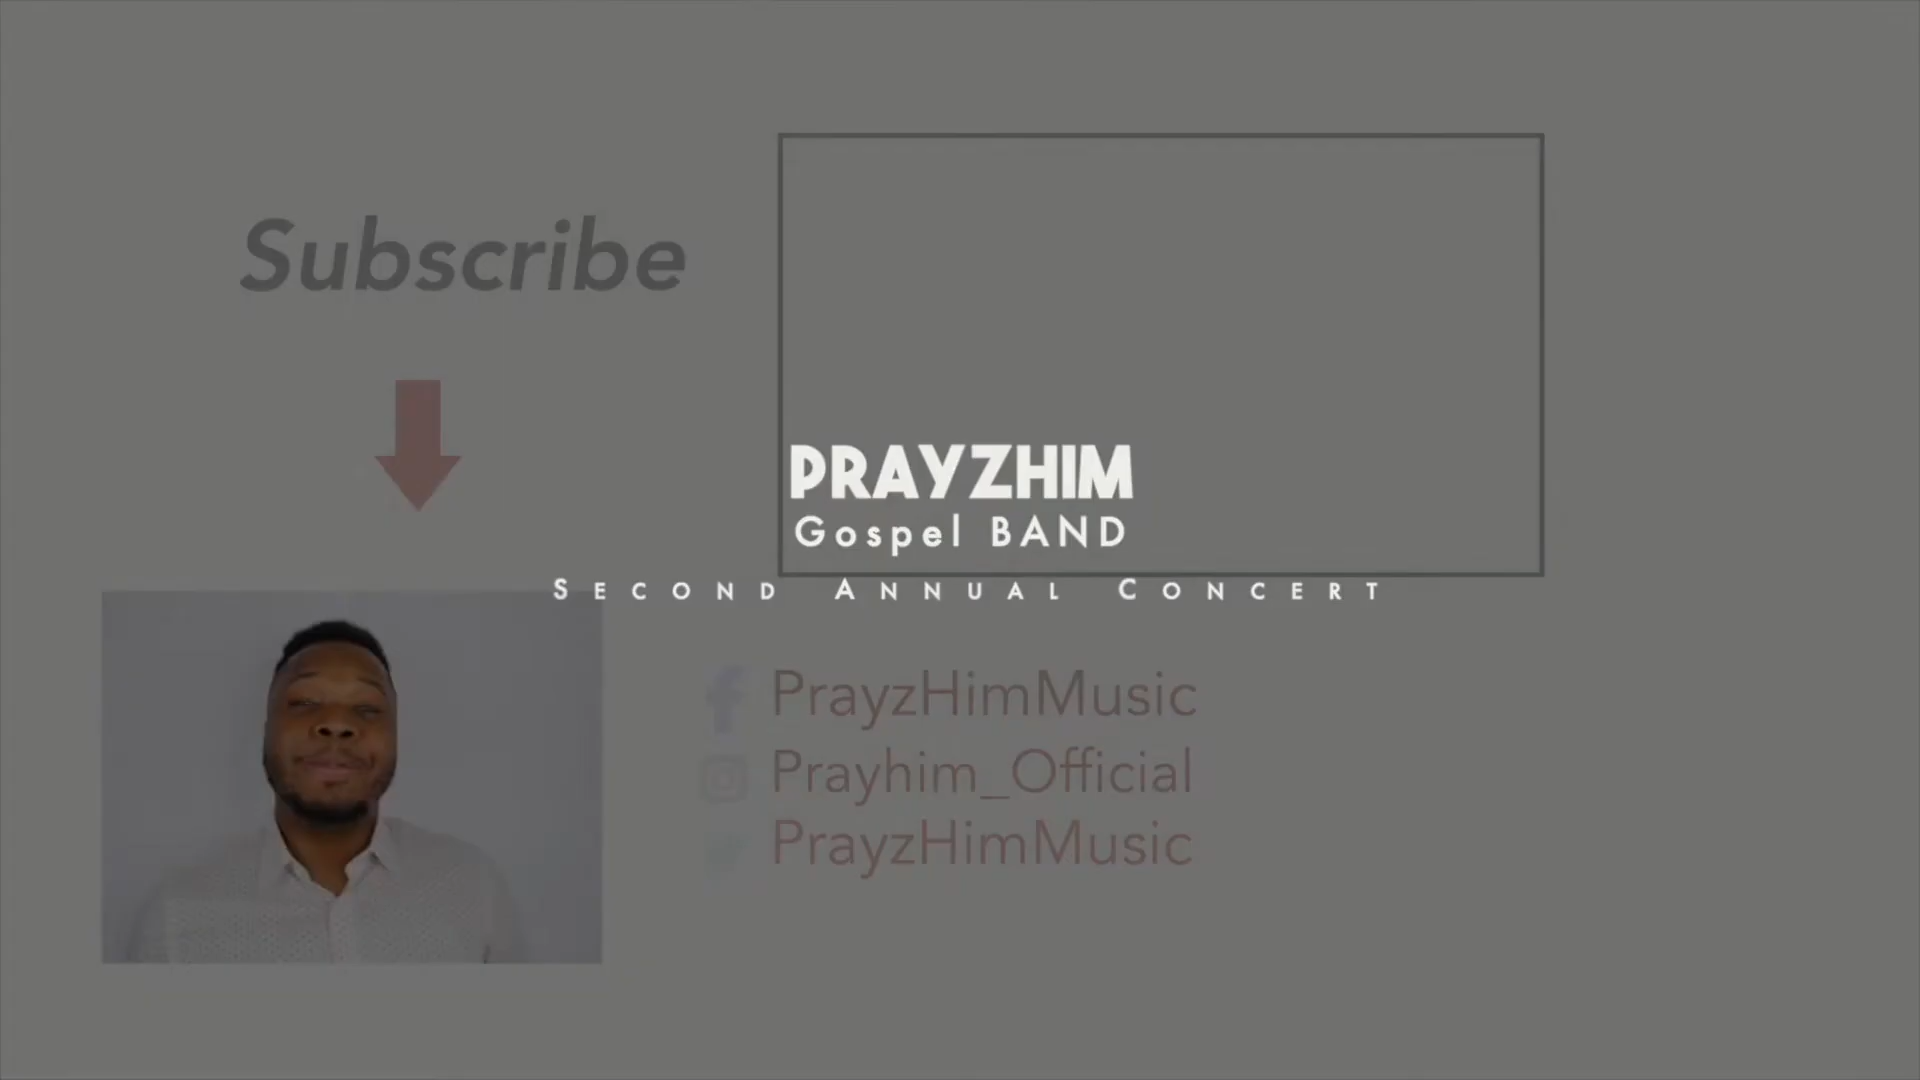 Subscribe
PRAYZHIM
Gospel BAND
SECOND ANNUAL CONCERT
PrayzHimMusic
Prayhim_Official
PrayzHimMusic